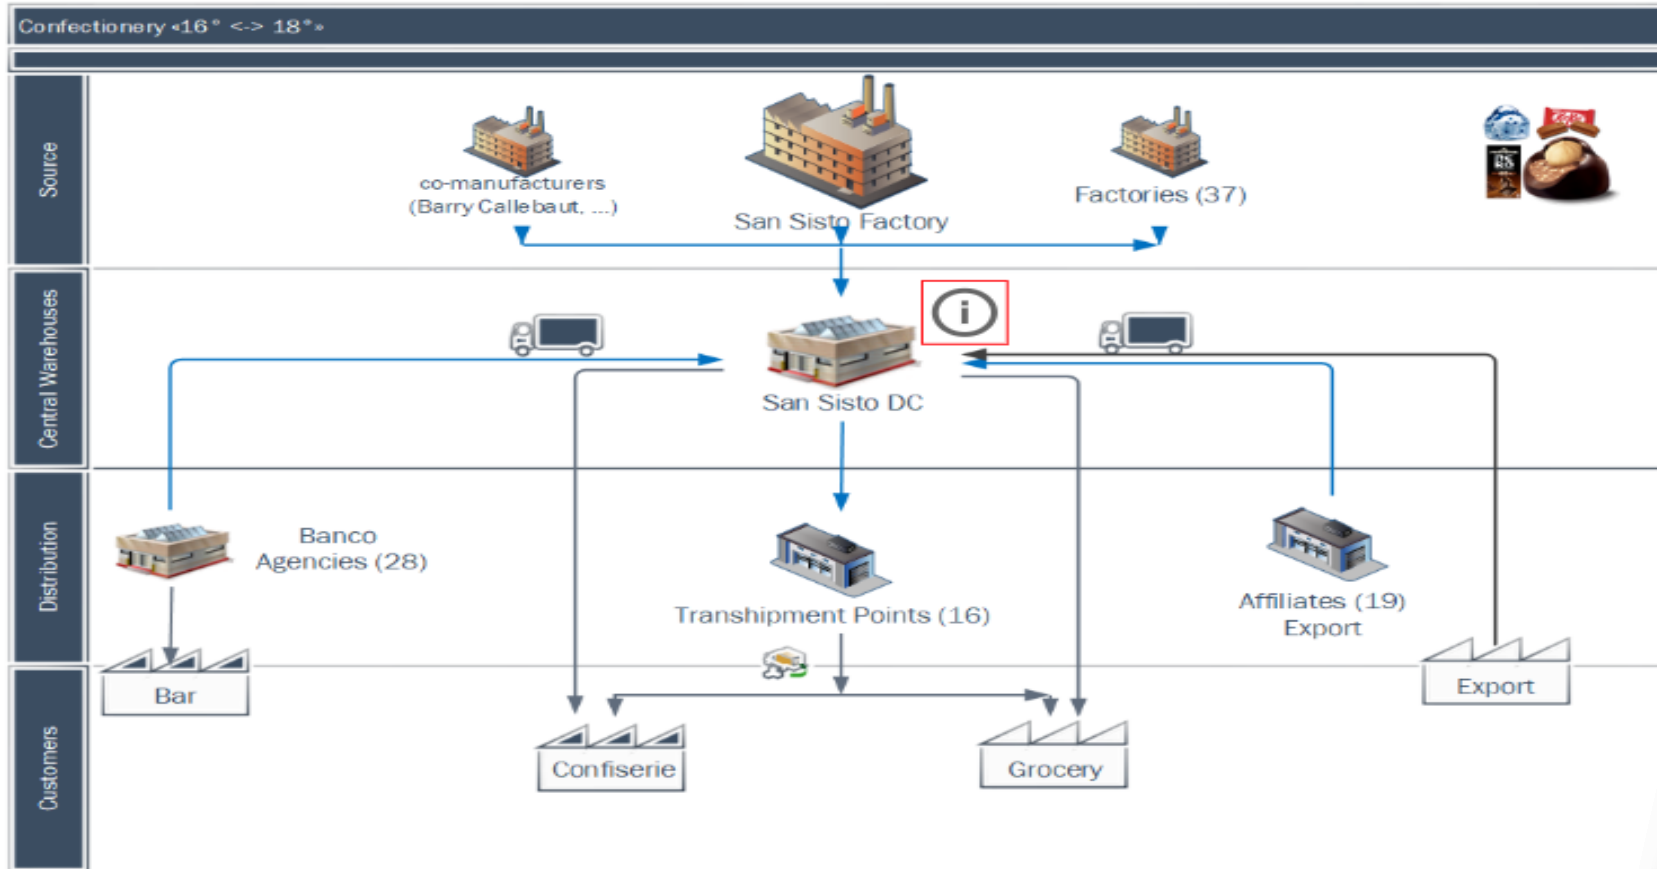 Confectionery «16° <-> 18°»
Source
co-manufacturers
(Barry Callebaut, ...)
San Sisto Factory
Factories (37)
Central Warehouses
i
San Sisto DC
Distribution
Banco
Agencies (28)
Transhipment Points (16)
Affiliates (19)
Export
Customers
Bar
Confiserie
Grocery
Export